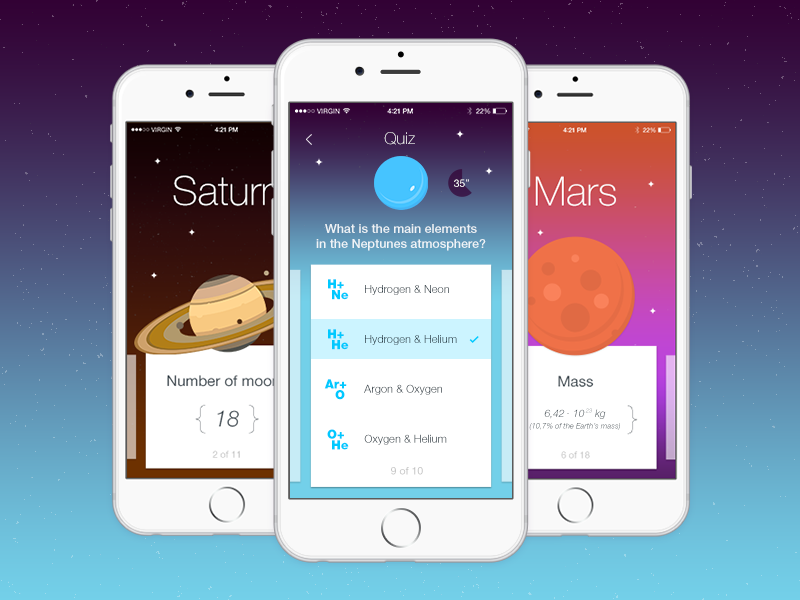 VIRGIN 4:21 PM
Saturn
Number of moon
{ 18 }
2 of 11
VIRGIN 4:21 PM 22%
Quiz
35"
What is the main elements
in the Neptunes atmosphere?
H+
Ne
Hydrogen & Neon
H+
He
Hydrogen & Helium
Ar+
O
Argon & Oxygen
O+
He
Oxygen & Helium
9 of 10
4:21 PM 22%
Mars
Mass
6,42 · 10⁻²³ kg
(10,7% of the Earth's mass)
}
6 of 18